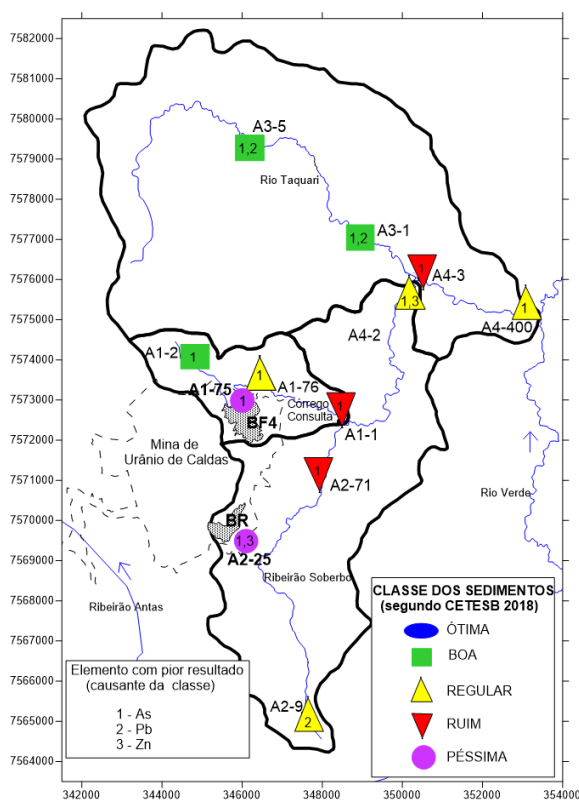 7582000
7581000
7580000
7579000
7578000
7577000
7576000
7575000
7574000
7573000
7572000
7571000
7570000
7569000
7568000
7567000
7566000
7565000
7564000
A3-5
1,2
Rio Taquari
A3-1
1,2
1
A4-3
1,3
1
A4-400
A4-2
A1-2
1
1
A1-75
A1-76
1
Córrego
Consulta
1
BF4
A1-1
Mina de
Urânio de Caldas
1
A2-71
Rio Verde
BR
1,3
A2-25
Ribeirão Soberbo
Ribeirão Antas
A2-9
2
Elemento com pior resultado
(causante da classe)
1 - As
2 - Pb
3 - Zn
CLASSE DOS SEDIMENTOS
(segundo CETESB 2018)
ÓTIMA
BOA
REGULAR
RUIM
PÉSSIMA
342000 344000 346000 348000 350000 352000 354000